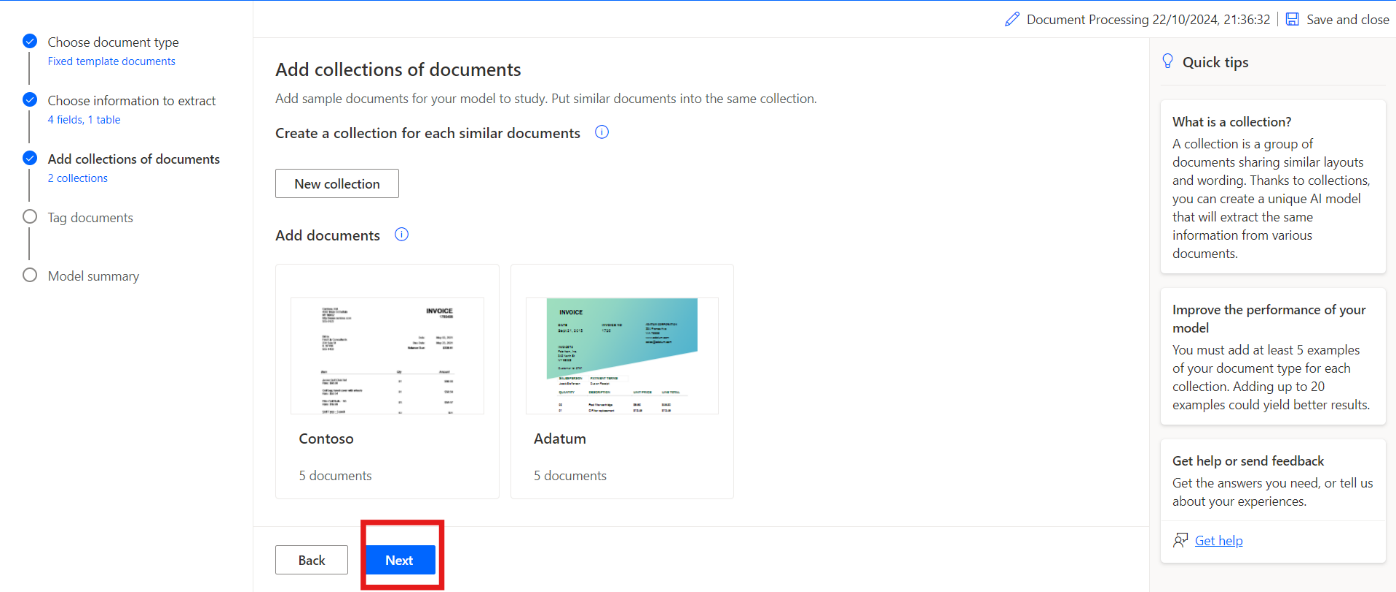 Document Processing 22/10/2024, 21:36:32
Save and close
Choose document type
Fixed template documents
Choose information to extract
4 fields, 1 table
Add collections of documents
2 collections
Tag documents
Model summary
Add collections of documents
Add sample documents for your model to study. Put similar documents into the same collection.
Create a collection for each similar documents
New collection
Add documents
INVOICE
Contoso
5 documents
INVOICE
Adatum
5 documents
Back
Next
Quick tips
What is a collection?
A collection is a group of
documents sharing similar layouts
and wording. Thanks to collections,
you can create a unique AI model
that will extract the same
information from various
documents.
Improve the performance of your
model
You must add at least 5 examples
of your document type for each
collection. Adding up to 20
examples could yield better results.
Get help or send feedback
Get the answers you need, or tell us
about your experiences.
Get help